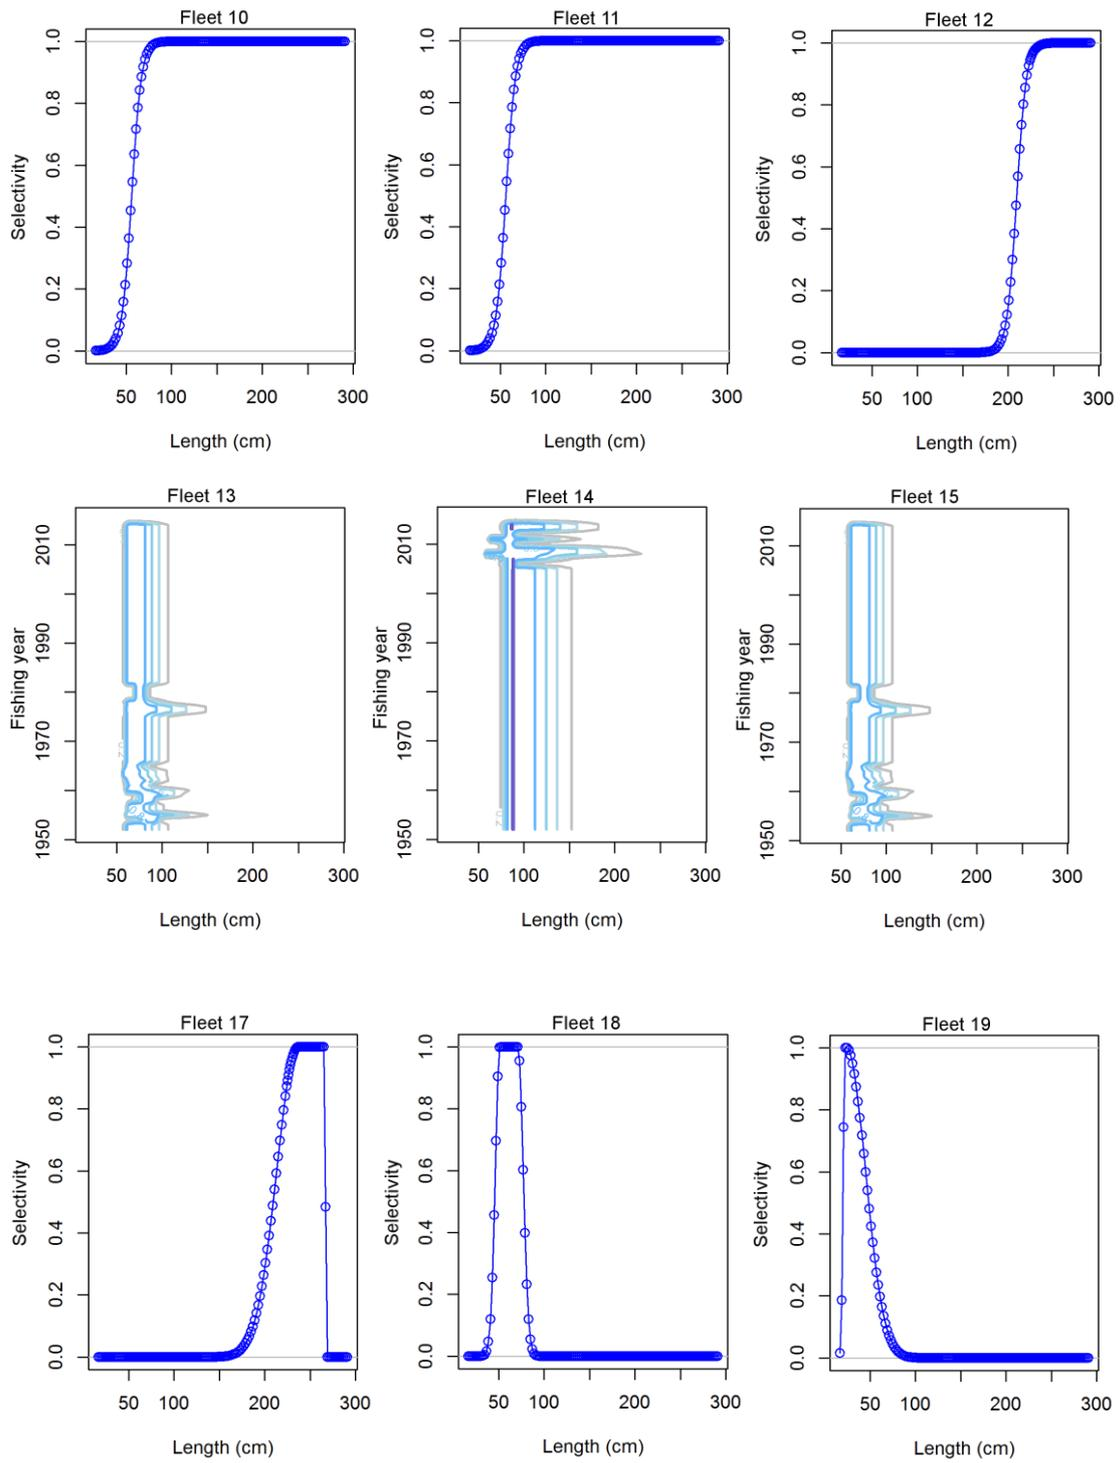 Fleet 10 Fleet 11 Fleet 12
Selectivity Selectivity Selectivity
1.0 1.0 1.0
0.8 0.8 0.8
0.6 0.6 0.6
0.4 0.4 0.4
0.2 0.2 0.2
0.0 0.0 0.0
50 100 200 300 50 100 200 300 50 100 200 300
Length (cm) Length (cm) Length (cm)
Fleet 13 Fleet 14 Fleet 15
Fishing year Fishing year Fishing year
2010 2010 2010
1990 1990 1990
1970 1970 1970
1950 1950 1950
50 100 200 300 50 100 200 300 50 100 200 300
Length (cm) Length (cm) Length (cm)
Fleet 17 Fleet 18 Fleet 19
Selectivity Selectivity Selectivity
1.0 1.0 1.0
0.8 0.8 0.8
0.6 0.6 0.6
0.4 0.4 0.4
0.2 0.2 0.2
0.0 0.0 0.0
50 100 200 300 50 100 200 300 50 100 200 300
Length (cm) Length (cm) Length (cm)